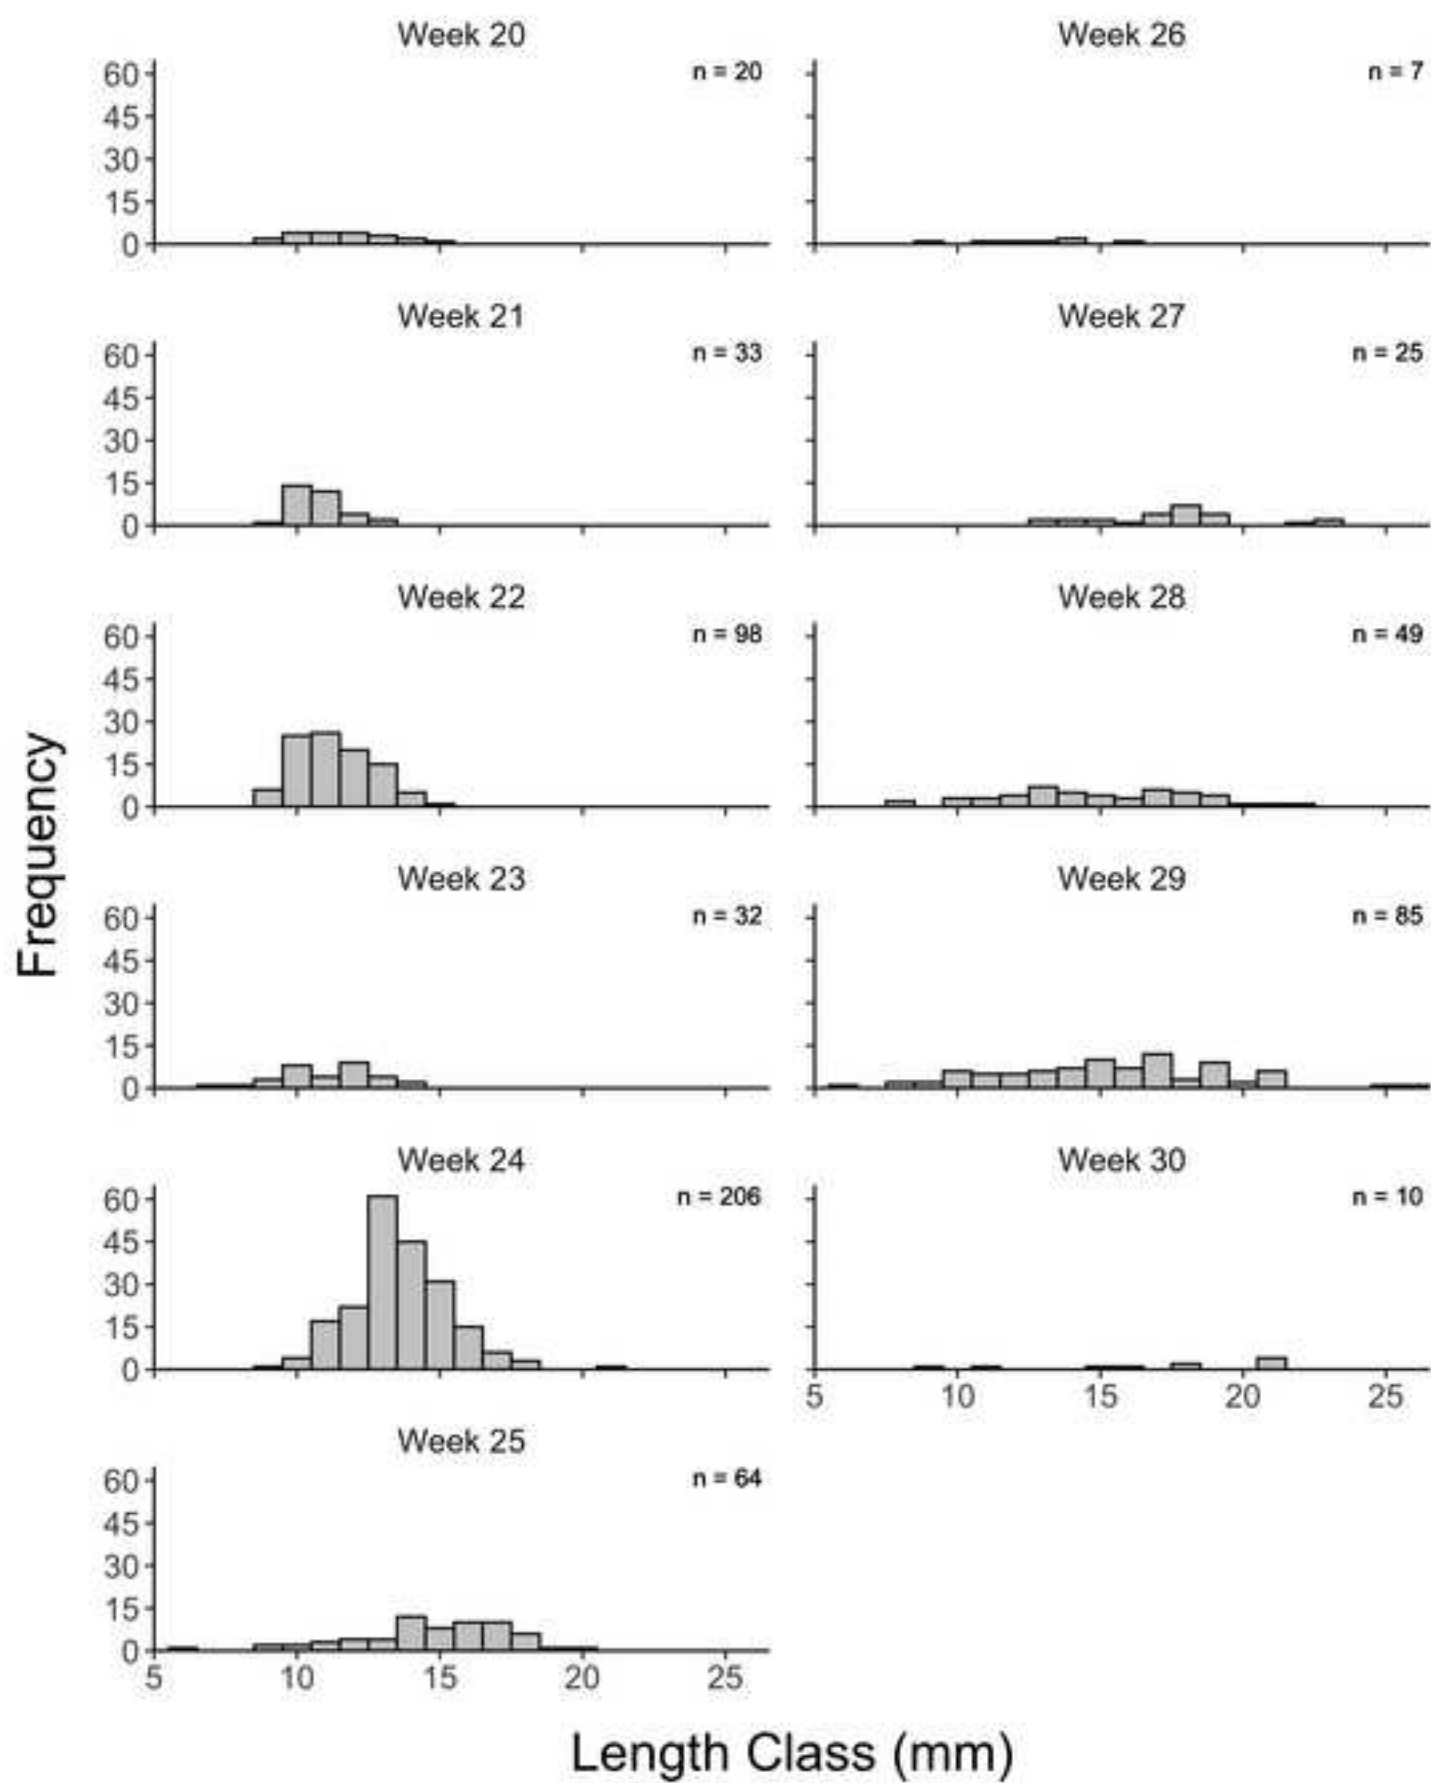 Week 20
n = 20
60
45
30
15
0
Week 21
n = 33
60
45
30
15
0
Week 22
n = 98
60
45
30
15
0
Week 23
n = 32
60
45
30
15
0
Week 24
n = 206
60
45
30
15
0
Week 25
n = 64
60
45
30
15
0
5 10 15 20 25
Week 26
n = 7
Week 27
n = 25
Week 28
n = 49
Week 29
n = 85
Week 30
n = 10
5 10 15 20 25
Frequency
Length Class (mm)